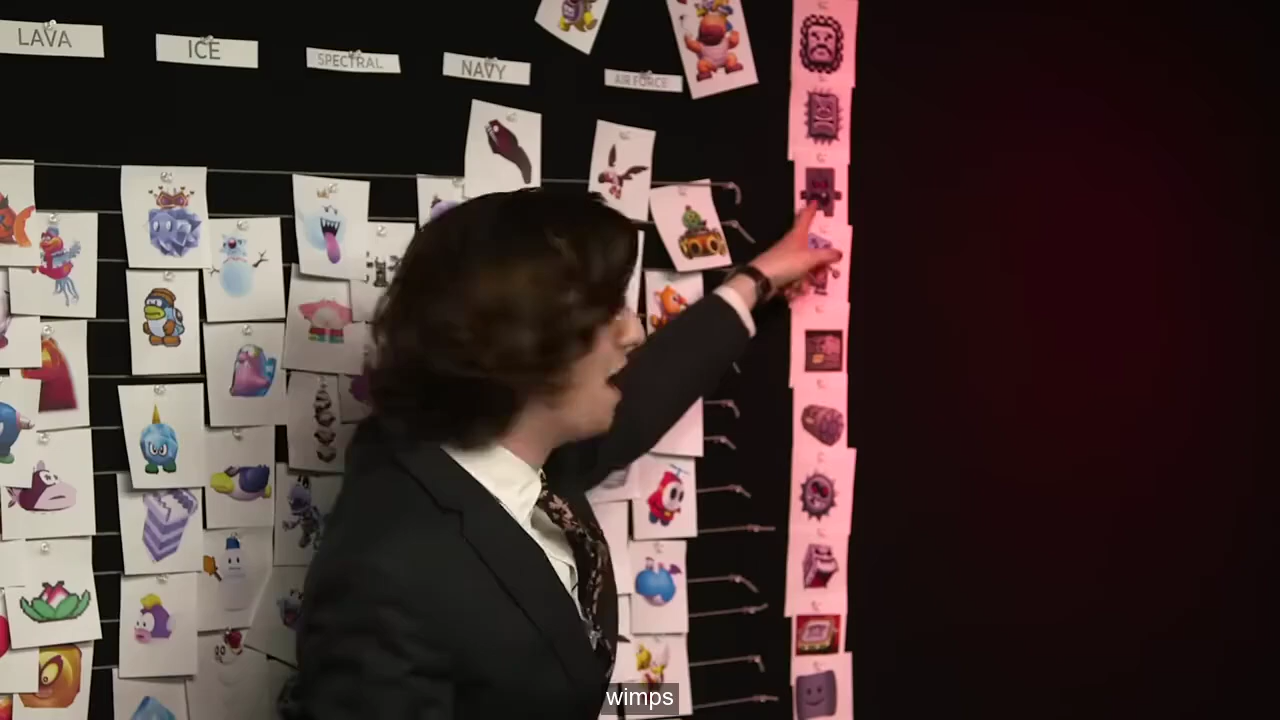 LAVA
ICE
SPECTRAL
NAVY
AIR FORCE
wimps